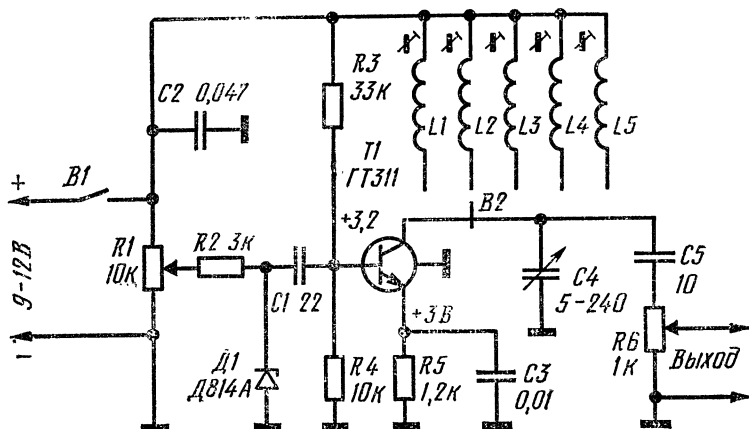 C2 0,047
R3
33к
L1 L2 L3 L4 L5
T1
ГТ311
+
В1
9-12В
-
R1
10к
R2 3к
C1 22
+3,2
В2
C4
5-240
C5
10
R6
1к
Выход
+3В
Д1
Д814А
R4
10к
R5
1,2к
C3
0,01